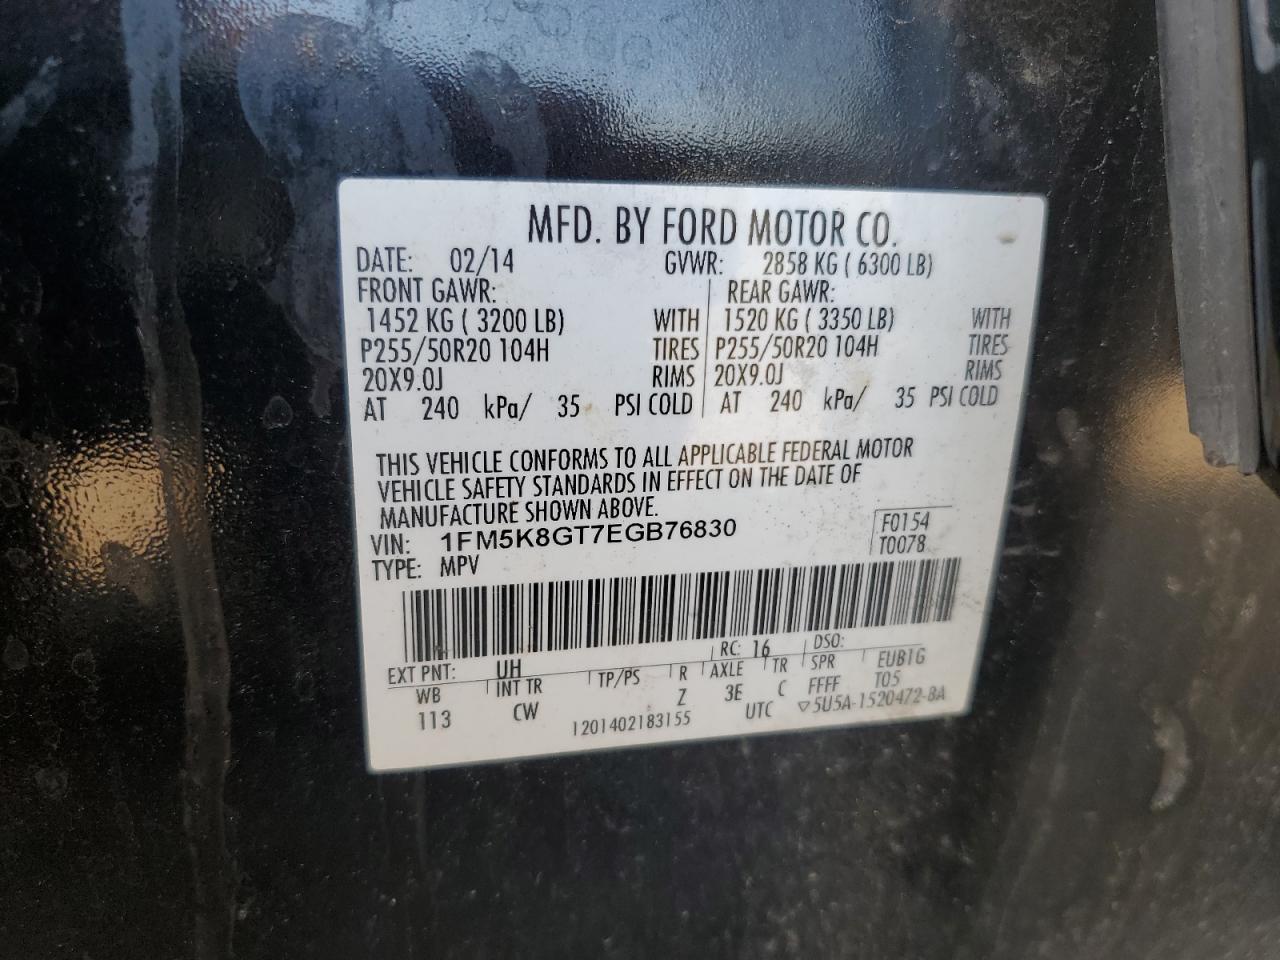 MFD. BY FORD MOTOR CO.
DATE: 02/14 GVWR: 2858 KG ( 6300 LB)
FRONT GAWR: REAR GAWR:
1452 KG ( 3200 LB) WITH 1520 KG ( 3350 LB) WITH
P255/50R20 104H TIRES P255/50R20 104H TIRES
20X9.0J RIMS 20X9.0J RIMS
AT 240 kPa/ 35 PSI COLD AT 240 kPa/ 35 PSI COLD
THIS VEHICLE CONFORMS TO ALL APPLICABLE FEDERAL MOTOR
VEHICLE SAFETY STANDARDS IN EFFECT ON THE DATE OF
MANUFACTURE SHOWN ABOVE.
VIN: 1FM5K8GT7EGB76830 F0154
TYPE: MPV T0078
EXT PNT: UH RC: 16 DSO:
WB INT TR TP/PS R AXLE TR SPR EUB1G
113 CW Z 3E C FFFF T05
1201402183155 UTC ▽5U5A-1520472-BA